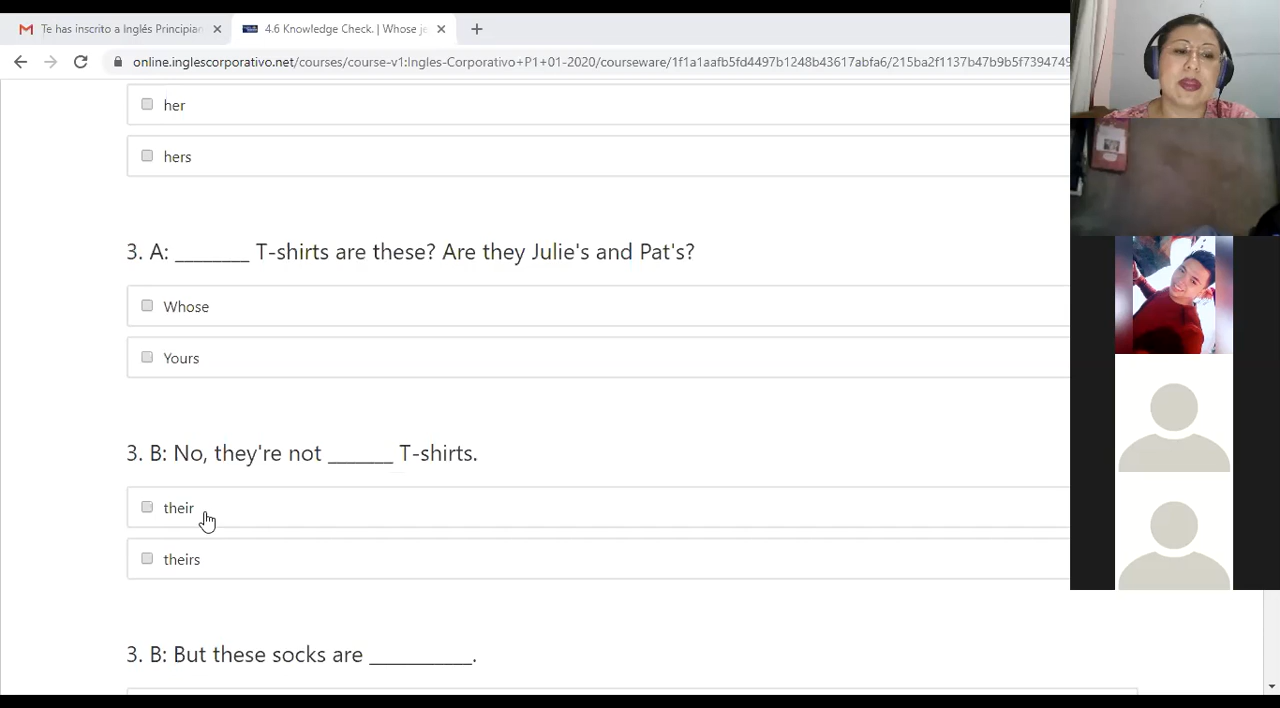 Te has inscrito a Inglés Principian
4.6 Knowledge Check. | Whose je
online.inglescorporativo.net/courses/course-v1:Ingles-Corporativo+P1+01-2020/courseware/1f1a1aafb5fd4497b1248b43617abfa6/215ba2f1137b47b9b5f7394749
her
hers
3. A: ________ T-shirts are these? Are they Julie's and Pat's?
Whose
Yours
3. B: No, they're not _______ T-shirts.
their
theirs
3. B: But these socks are ___________.